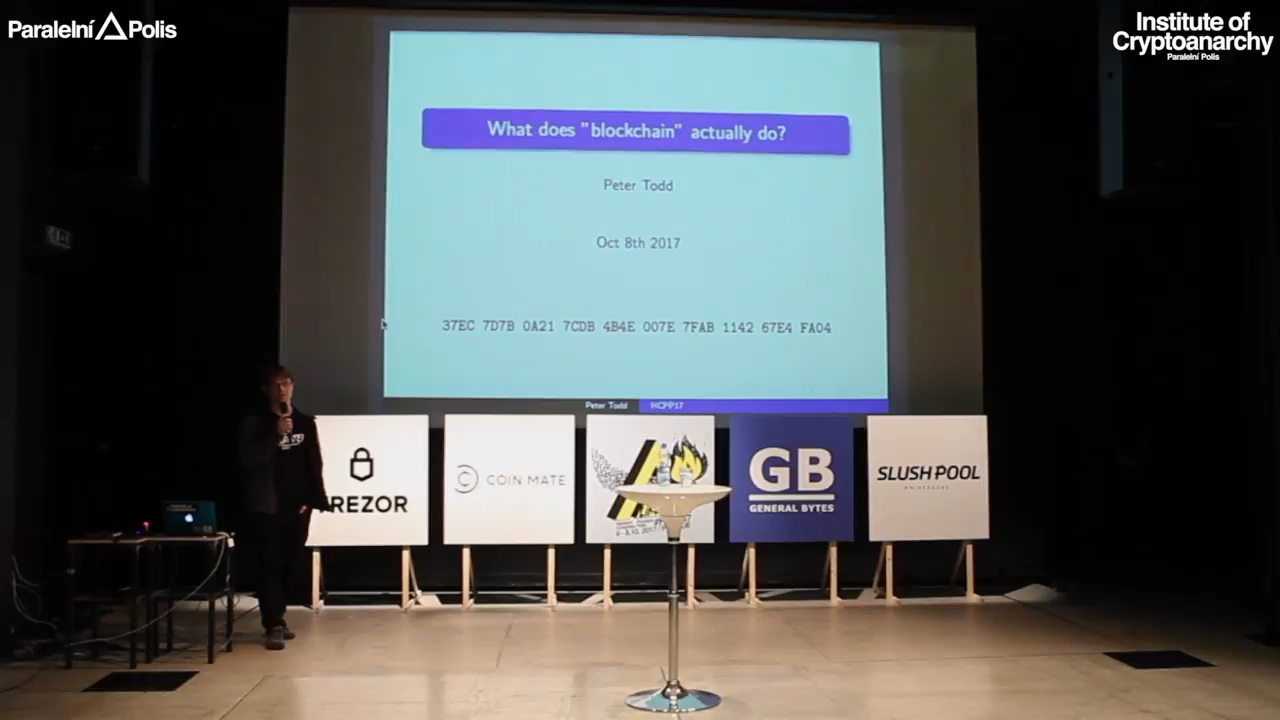 Paralelní Polis
Institute of
Cryptoanarchy
Paralelní Polis
What does "blockchain" actually do?
Peter Todd
Oct 8th 2017
37EC 7D7B 0A21 7CDB 4B4E 007E 7FAB 1142 67E4 FA04
Peter Todd HCPP17
REZOR
COIN MATE
GB
GENERAL BYTES
SLUSH POOL